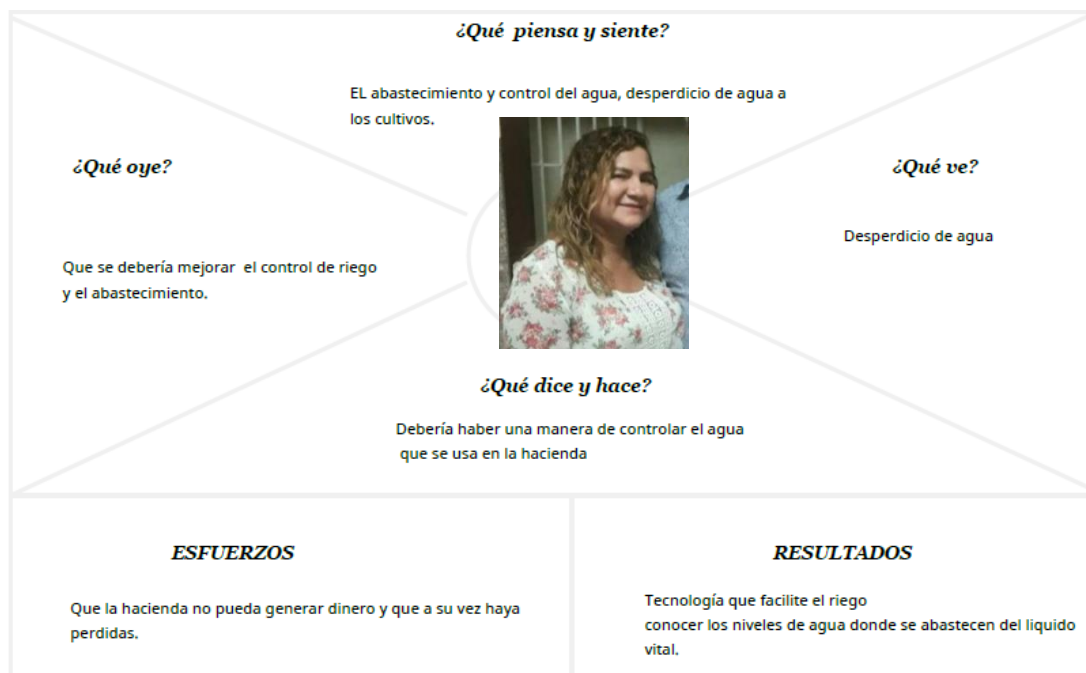 ¿Qué piensa y siente?
EL abastecimiento y control del agua, desperdicio de agua a
los cultivos.
¿Qué oye?
Que se debería mejorar el control de riego
y el abastecimiento.
¿Qué ve?
Desperdicio de agua
¿Qué dice y hace?
Debería haber una manera de controlar el agua
que se usa en la hacienda
ESFUERZOS
Que la hacienda no pueda generar dinero y que a su vez haya
perdidas.
RESULTADOS
Tecnología que facilite el riego
conocer los niveles de agua donde se abastecen del liquido
vital.